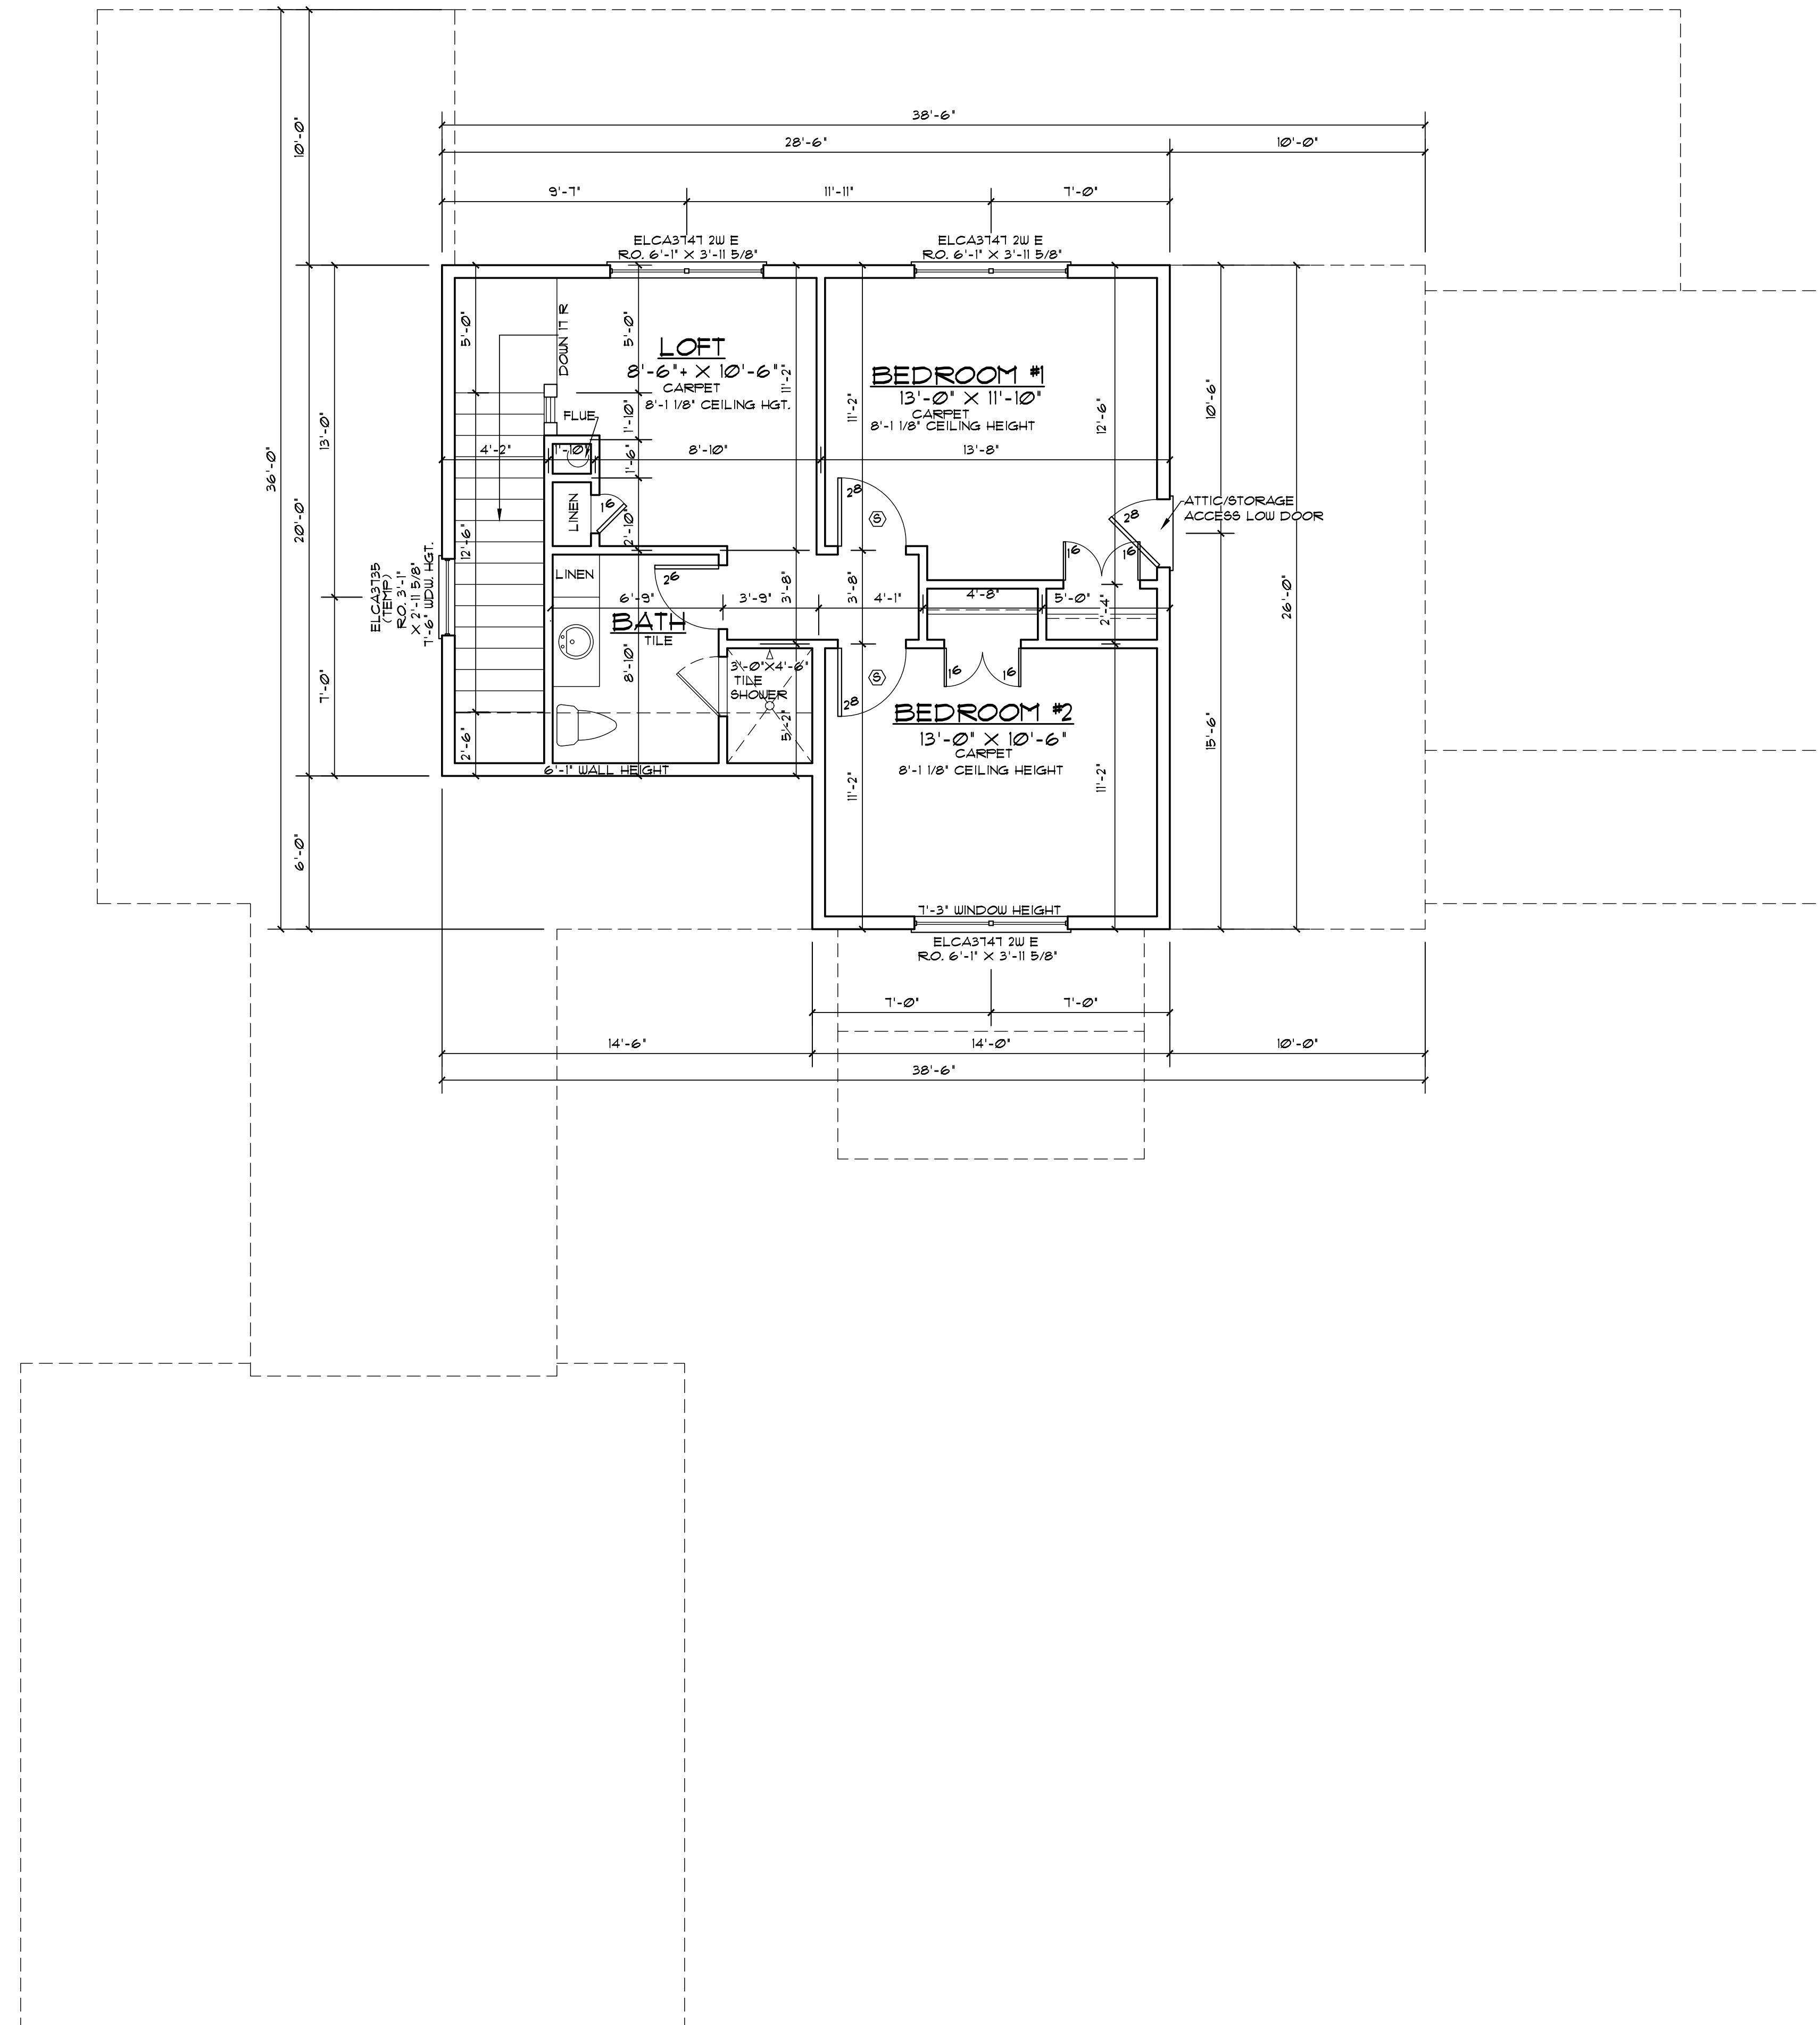 38'-6"
28'-6"
10'-0"
9'-7"
11'-11"
7'-0"
10'-0"
ELCA3747 2W E
R.O. 6'-1" X 3'-11 5/8"
ELCA3747 2W E
R.O. 6'-1" X 3'-11 5/8"
5'-0"
DOWN 17 R
5'-0"
LOFT
8'-6"+ X 10'-6"
CARPET
8'-1 1/8" CEILING HGT.
11'-2"
BEDROOM #1
13'-0" X 11'-10"
CARPET
8'-1 1/8" CEILING HEIGHT
11'-2"
12'-6"
10'-6"
13'-0"
36'-0"
20'-0"
26'-0"
FLUE
1'-10"
4'-2"
1'-10"
1'-6"
8'-10"
13'-8"
LINEN
16
2'-10"
28
S
28
ATTIC/STORAGE
ACCESS LOW DOOR
12'-6"
ELCA3735
(TEMP)
R.O. 3'-1"
X 2'-11 5/8"
7'-6" WDW. HGT.
LINEN
26
16
16
3'-8"
3'-8"
6'-9"
3'-9"
4'-1"
4'-8"
5'-0"
2'-4"
BATH
TILE
8'-10"
3'-0"X4'-6"
TILE
SHOWER
5'-2"
S
28
16
16
7'-0"
2'-6"
6'-1" WALL HEIGHT
BEDROOM #2
13'-0" X 10'-6"
CARPET
8'-1 1/8" CEILING HEIGHT
11'-2"
11'-2"
15'-6"
6'-0"
7'-3" WINDOW HEIGHT
ELCA3747 2W E
R.O. 6'-1" X 3'-11 5/8"
7'-0"
7'-0"
14'-6"
14'-0"
10'-0"
38'-6"